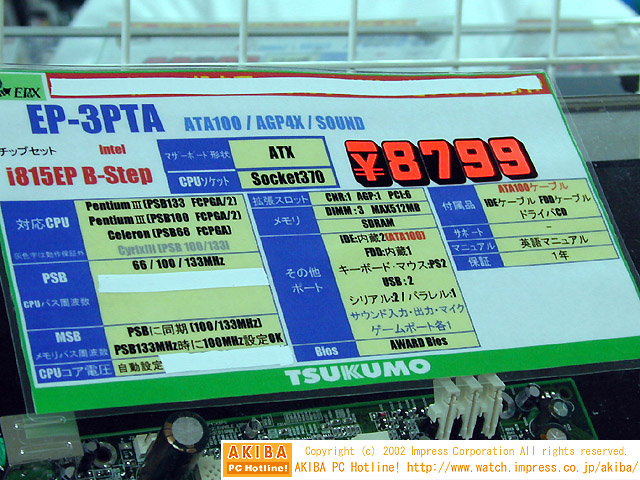 ERX
EP-3PTA
ATA100 / AGP4X / SOUND
チップセット
Intel
i815EP B-Step
マザーボード形状
ATX
CPUソケット
Socket370
¥8799
対応CPU
灰色字は動作保証外
PentiumⅢ(PSB133 FCPGA/2)
PentiumⅢ(PSB100 FCPGA/2)
Celeron(PSB66 FCPGA)
CyrixⅢ(PSB 100/133)
PSB
CPUバス周波数
66 / 100 / 133MHz
MSB
メモリバス周波数
PSBに同期(100/133MHz)
PSB133MHz時に100MHz設定OK
CPUコア電圧
自動設定
拡張スロット
CNR:1 AGP:1 PCI:6
メモリ
DIMM:3 MAX512MB
SDRAM
その他
ポート
IDE:内蔵2(ATA100)
FDD:内蔵1
キーボード・マウス:PS2
USB:2
シリアル:2 / パラレル:1
サウンド入力・出力・マイク
ゲームポート各1
Bios
AWARD Bios
付属品
ATA100ケーブル
IDEケーブル FDDケーブル
ドライバCD
サポート
-
マニュアル
英語マニュアル
保証
1年
TSUKUMO
AKIBA
PC Hotline!
Copyright (c) 2002 Impress Corporation All rights reserved.
AKIBA PC Hotline! http://www.watch.impress.co.jp/akiba/